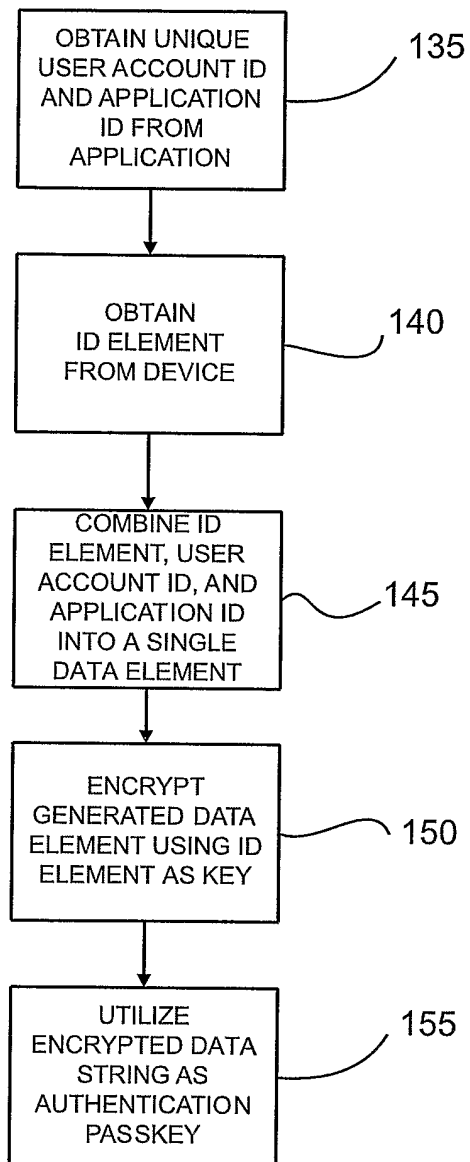 OBTAIN UNIQUE
USER ACCOUNT ID
AND APPLICATION
ID FROM
APPLICATION
135
OBTAIN
ID ELEMENT
FROM DEVICE
140
COMBINE ID
ELEMENT, USER
ACCOUNT ID, AND
APPLICATION ID
INTO A SINGLE
DATA ELEMENT
145
ENCRYPT
GENERATED DATA
ELEMENT USING ID
ELEMENT AS KEY
150
UTILIZE
ENCRYPTED DATA
STRING AS
AUTHENTICATION
PASSKEY
155